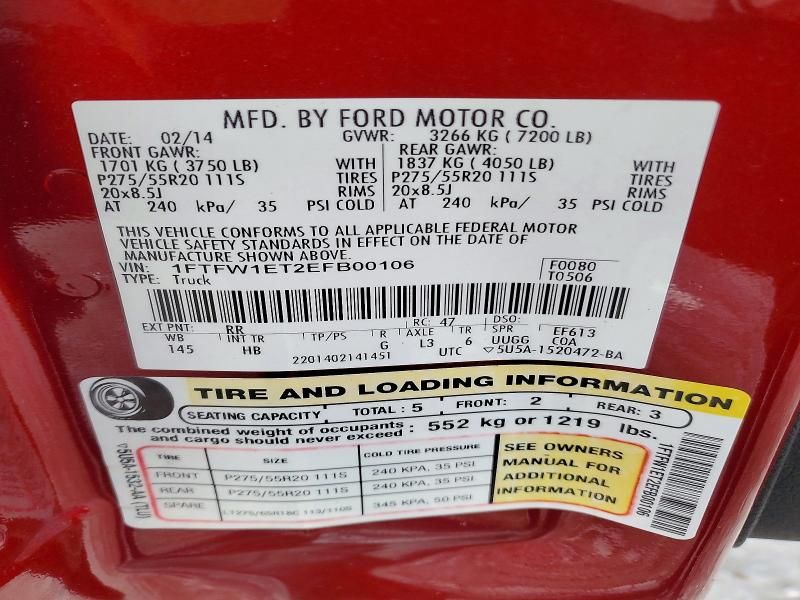 MFD. BY FORD MOTOR CO.
DATE: 02/14 GVWR: 3266 KG ( 7200 LB)
FRONT GAWR: REAR GAWR:
1701 KG ( 3750 LB) WITH 1837 KG ( 4050 LB) WITH
P275/55R20 111S TIRES P275/55R20 111S TIRES
20x8.5J RIMS 20x8.5J RIMS
AT 240 kPa/ 35 PSI COLD AT 240 kPa/ 35 PSI COLD
THIS VEHICLE CONFORMS TO ALL APPLICABLE FEDERAL MOTOR
VEHICLE SAFETY STANDARDS IN EFFECT ON THE DATE OF
MANUFACTURE SHOWN ABOVE.
VIN: 1FTFW1ET2EFB00106 F0080
TYPE: Truck T0506
EXT PNT: RR RC: 47 DSO:
WB INT TR TP/PS R AXLE TR SPR EF613
145 HB G L3 6 UUGG COA
2201402141451 UTC ▽5U5A-1520472-BA
TIRE AND LOADING INFORMATION
SEATING CAPACITY TOTAL : 5 FRONT: 2 REAR: 3
The combined weight of occupants
and cargo should never exceed : 552 kg or 1219 lbs.
TIRE SIZE COLD TIRE PRESSURE
FRONT P275/55R20 111S 240 KPA, 35 PSI
REAR P275/55R20 111S 240 KPA, 35 PSI
SPARE LT275/65R18C 113/110S 345 KPA, 50 PSI
SEE OWNERS
MANUAL FOR
ADDITIONAL
INFORMATION
1FTFW1ET2EFB00106